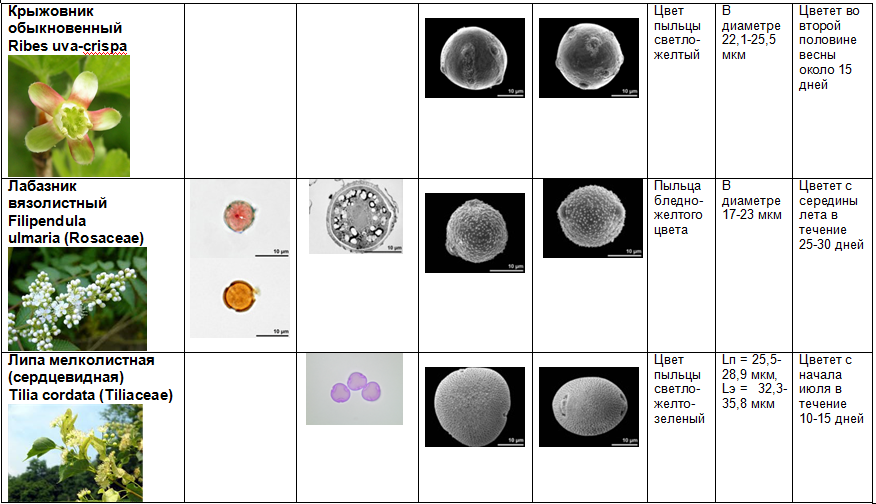 Крыжовник
обыкновенный
Ribes uva-crispa
10 µm
10 µm
Цвет
пыльцы
светло-
желтый
В
диаметре
22,1-25,5
мкм
Цветет во
второй
половине
весны
около 15
дней
Лабазник
вязолистный
Filipendula
ulmaria (Rosaceae)
10 µm
10 µm
10 µm
10 µm
10 µm
Пыльца
бледно-
желтого
цвета
В
диаметре
17-23 мкм
Цветет с
середины
лета в
течение
25-30 дней
Липа мелколистная
(сердцевидная)
Tilia cordata (Tiliaceae)
10 µm
10 µm
Цвет
пыльцы
светло-
желто-
зеленый
Lп = 25,5-
28,9 мкм,
Lэ = 32,3-
35,8 мкм
Цветет с
начала
июля в
течение
10-15 дней